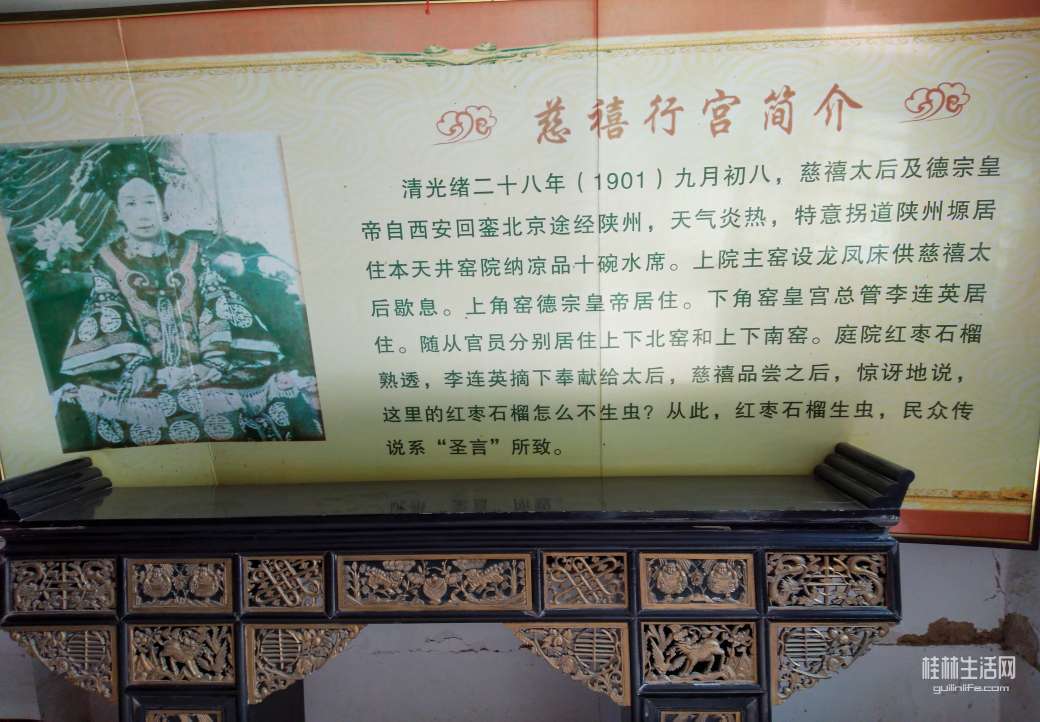 慈禧行宫简介
清光绪二十八年（1901）九月初八，慈禧太后及德宗皇
帝自西安回銮北京途经陕州，天气炎热，特意拐道陕州塬居
住本天井窑院纳凉品十碗水席。上院主窑设龙凤床供慈禧太
后歇息。上角窑德宗皇帝居住。下角窑皇宫总管李连英居
住。随从官员分别居住上下北窑和上下南窑。庭院红枣石榴
熟透，李连英摘下奉献给太后，慈禧品尝之后，惊讶地说，
这里的红枣石榴怎么不生虫？从此，红枣石榴生虫，民众传
说系“圣言”所致。
桂林生活网
guilinlife.com